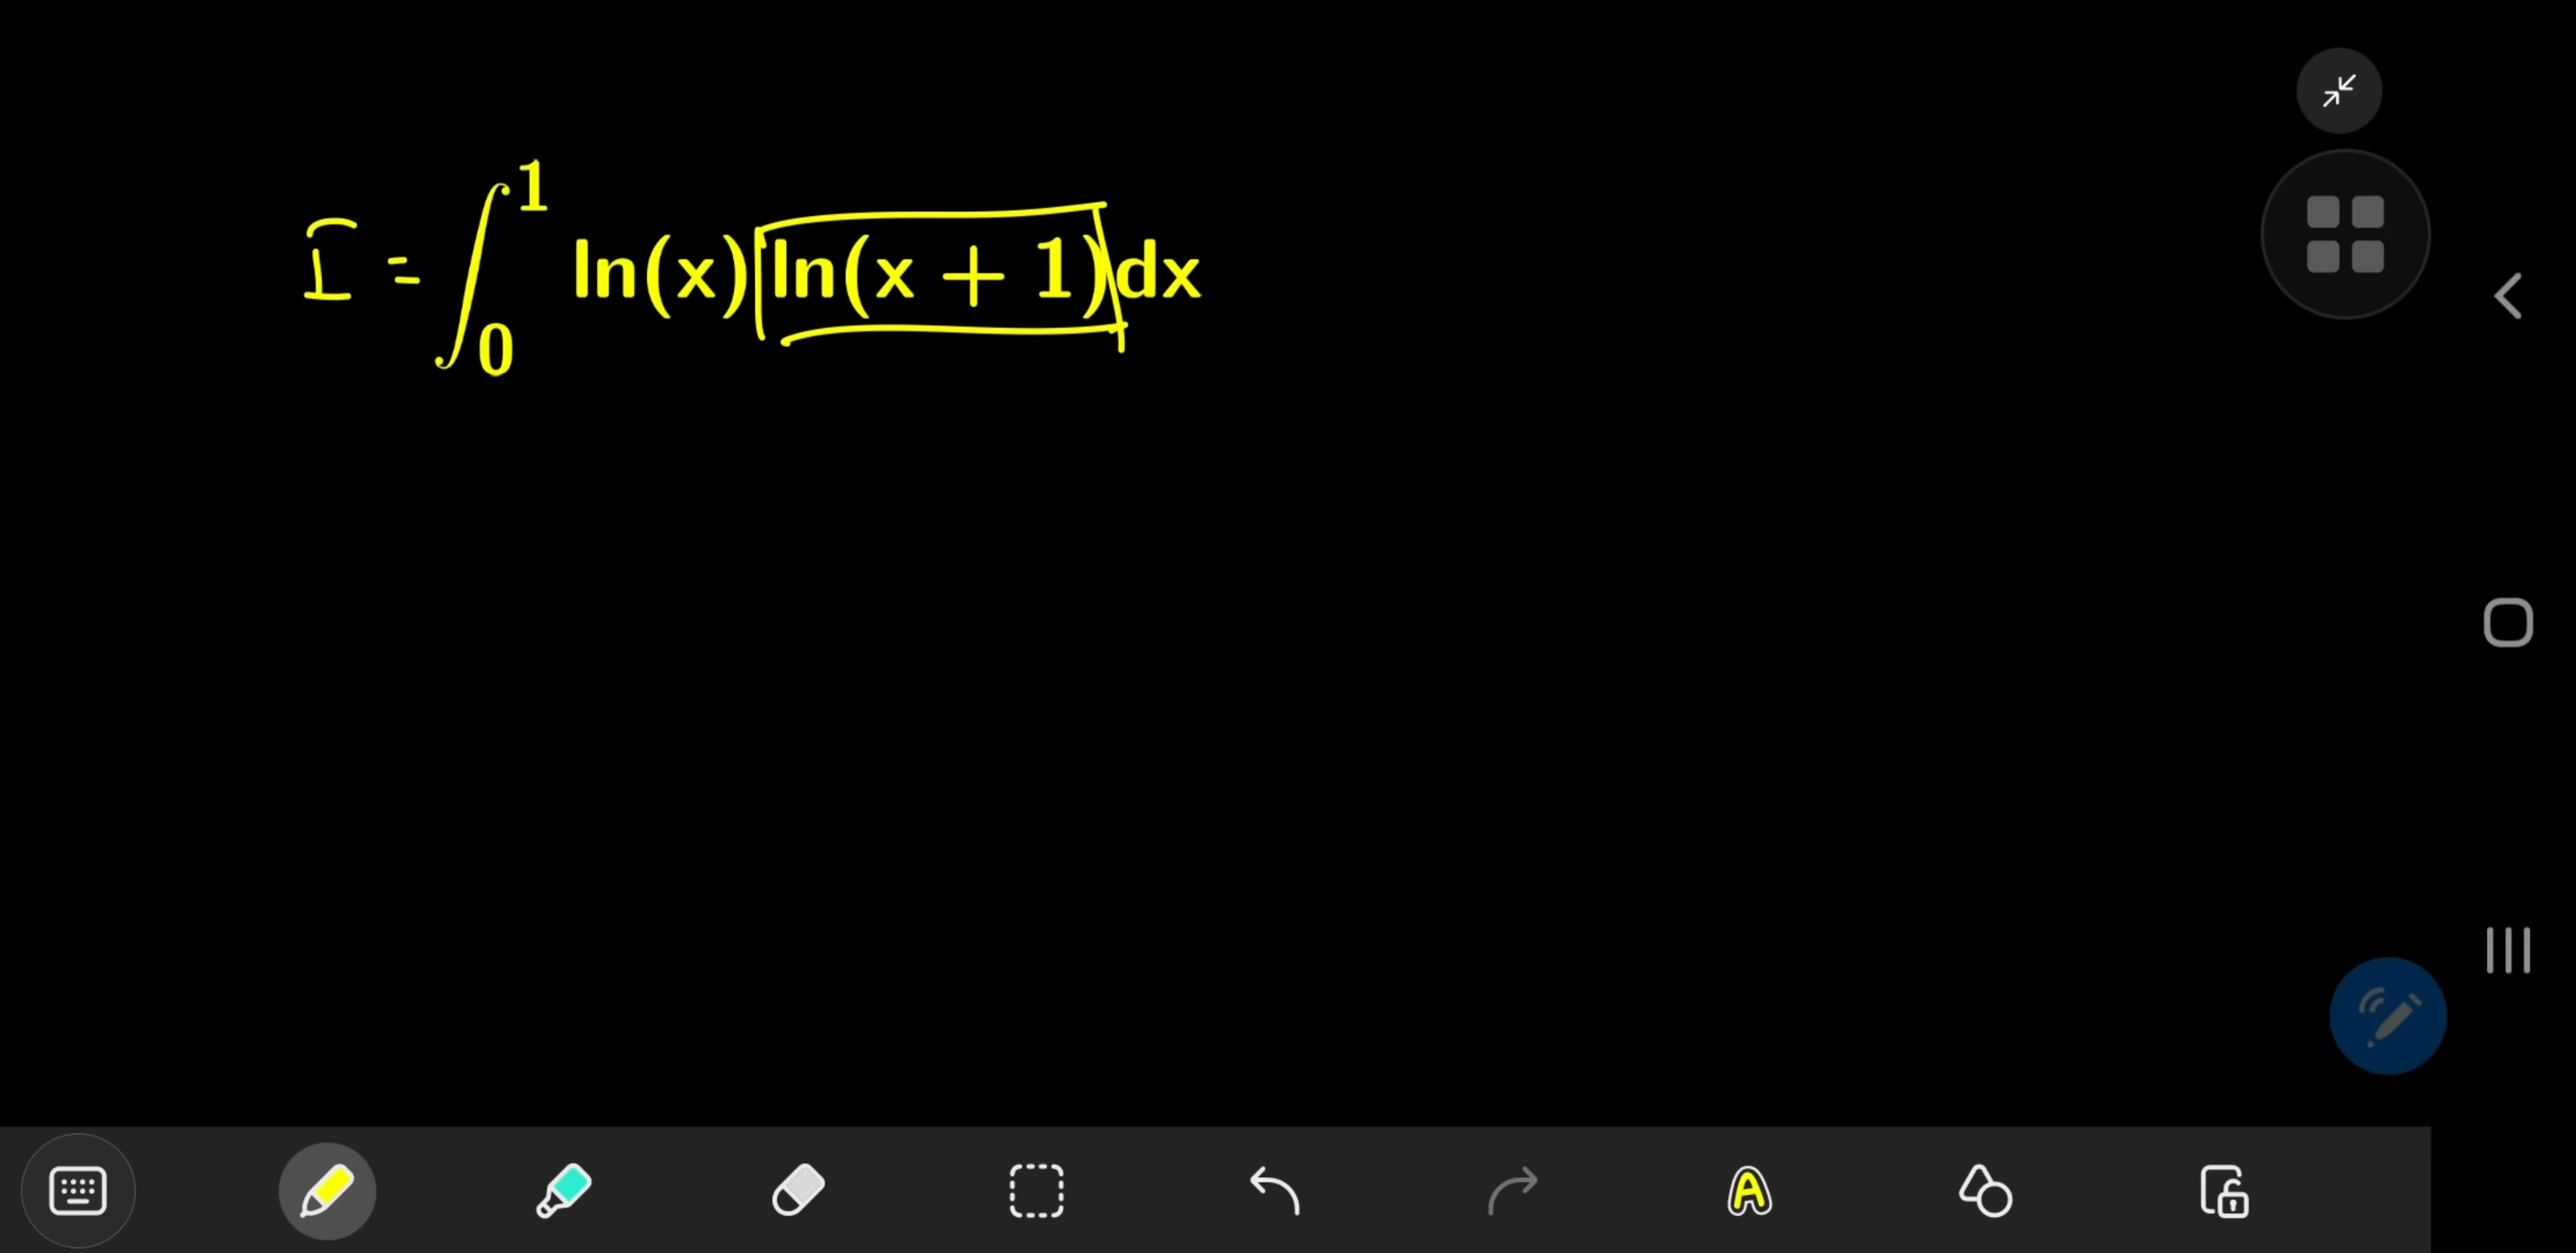 I = ∫₀¹ ln(x) ln(x + 1) dx